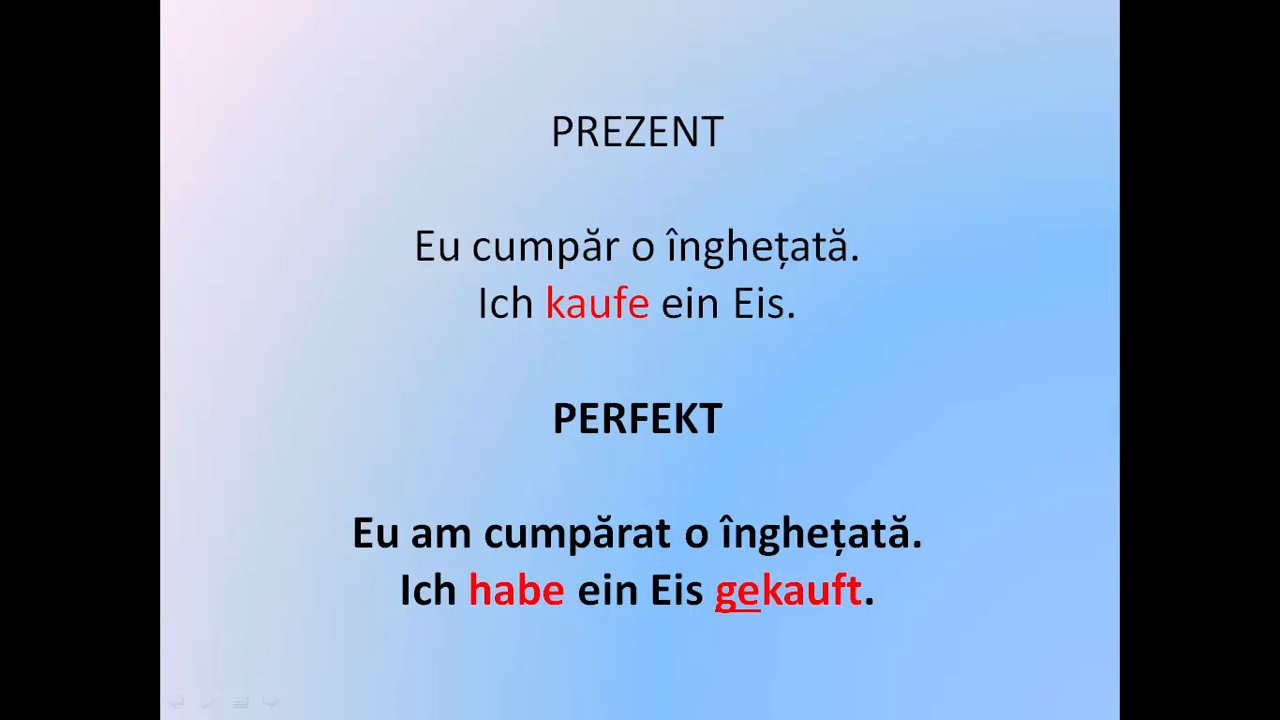 PREZENT
Eu cumpăr o înghețată.
Ich kaufe ein Eis.
PERFEKT
Eu am cumpărat o înghețată.
Ich habe ein Eis gekauft.